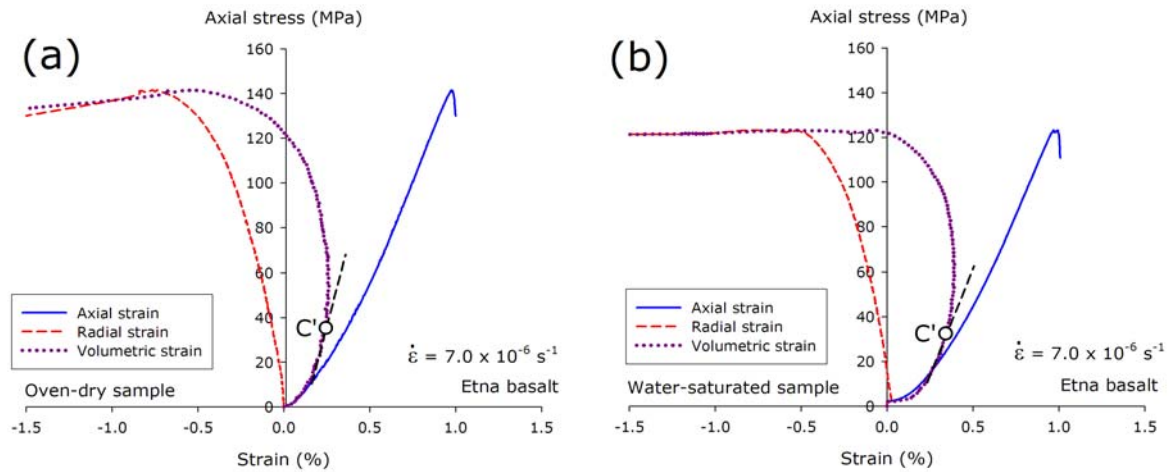 Axial stress (MPa)
(a)
160
140
120
100
80
60
40
20
0
C'
Axial strain
Radial strain
Volumetric strain
ε̇ = 7.0 x 10⁻⁶ s⁻¹
Oven-dry sample
Etna basalt
-1.5 -1.0 -0.5 0.0 0.5 1.0 1.5
Strain (%)
Axial stress (MPa)
(b)
160
140
120
100
80
60
40
20
0
C'
Axial strain
Radial strain
Volumetric strain
ε̇ = 7.0 x 10⁻⁶ s⁻¹
Water-saturated sample
Etna basalt
-1.5 -1.0 -0.5 0.0 0.5 1.0 1.5
Strain (%)